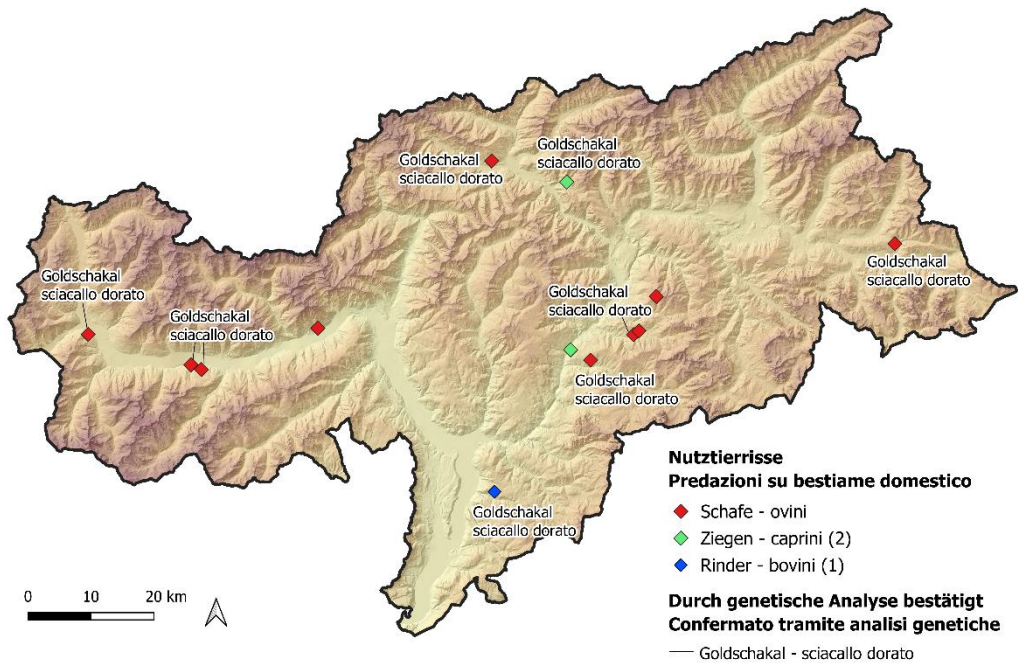 Goldschakal
sciacallo dorato
Goldschakal
sciacallo dorato
Goldschakal
sciacallo dorato
Goldschakal
sciacallo dorato
Goldschakal
sciacallo dorato
Goldschakal
sciacallo dorato
Goldschakal
sciacallo dorato
Goldschakal
sciacallo dorato
Nutztierrisse
Predazioni su bestiame domestico
Schafe - ovini
Ziegen - caprini (2)
Rinder - bovini (1)
Durch genetische Analyse bestätigt
Confermato tramite analisi genetiche
Goldschakal - sciacallo dorato
0 10 20 km